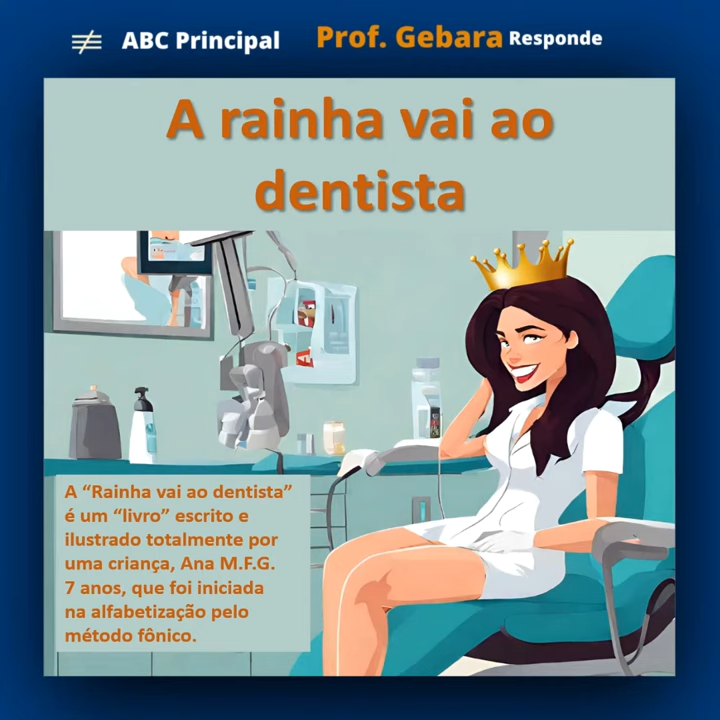 ABC Principal
Prof. Gebara Responde
A rainha vai ao
dentista
A “Rainha vai ao dentista”
é um “livro” escrito e
ilustrado totalmente por
uma criança, Ana M.F.G.
7 anos, que foi iniciada
na alfabetização pelo
método fônico.